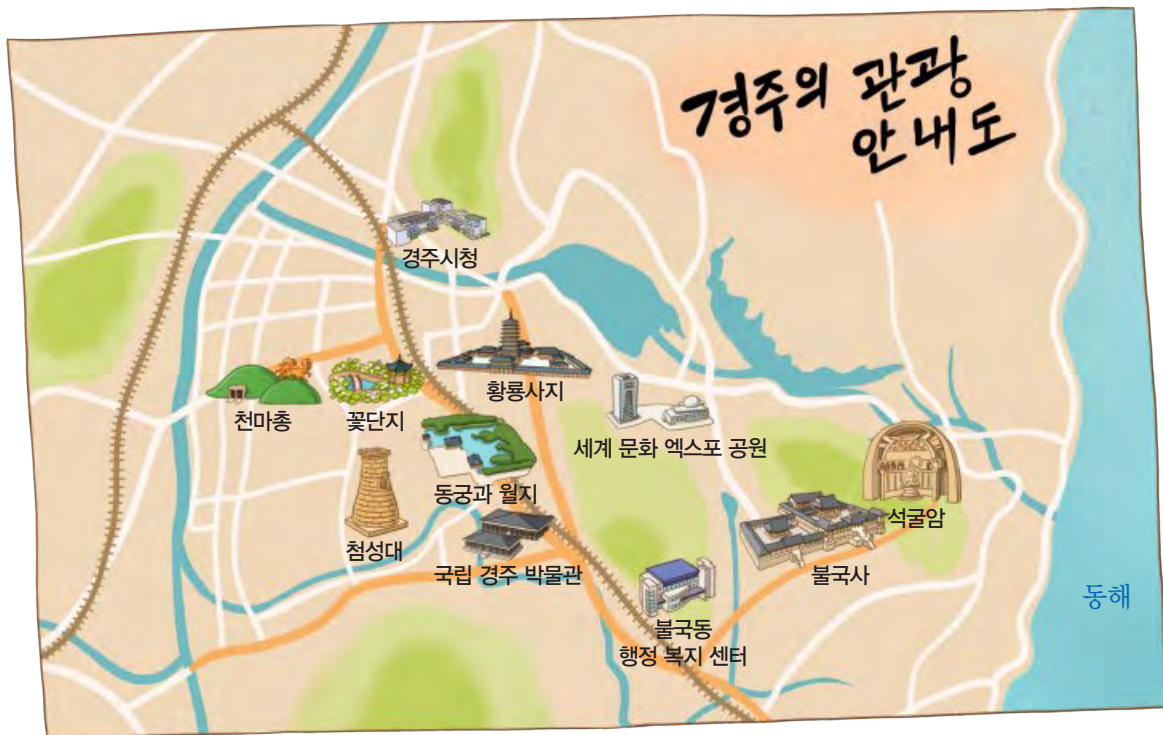 경주의 관광
안내도
경주시청
황룡사지
천마총
꽃단지
세계 문화 엑스포 공원
동궁과 월지
석굴암
첨성대
국립 경주 박물관
불국사
동해
불국동
행정 복지 센터